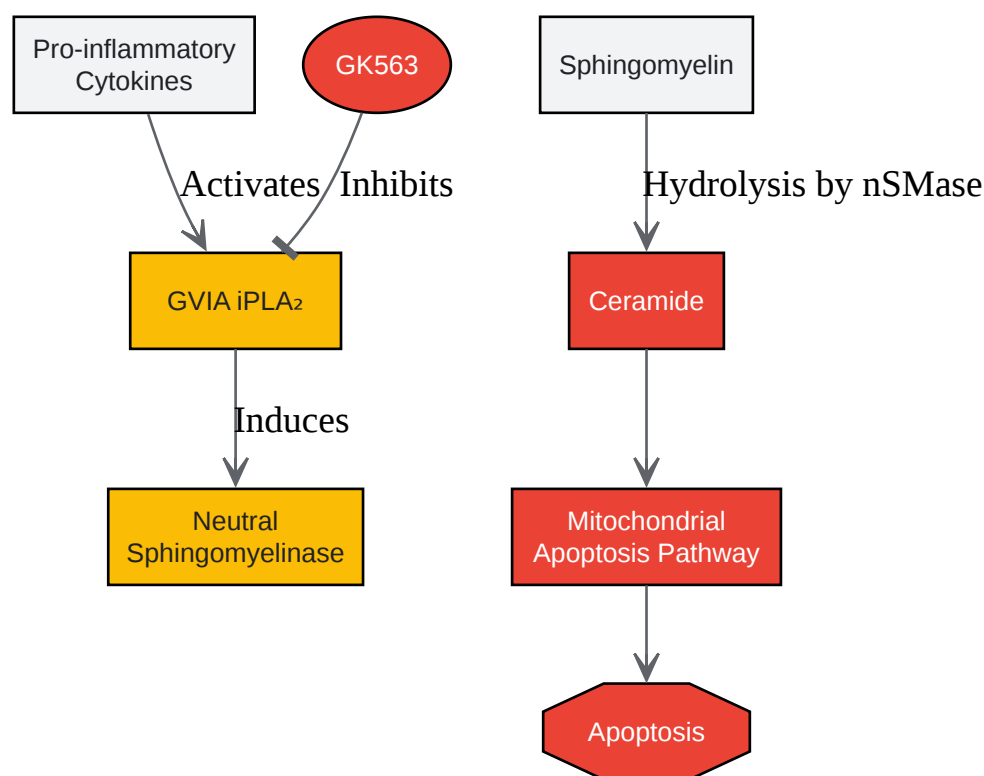 Pro-inflammatory
Cytokines
GK563
Sphingomyelin
Activates
Inhibits
Hydrolysis by nSMase
GVIA iPLA₂
Ceramide
Induces
Neutral
Sphingomyelinase
Mitochondrial
Apoptosis Pathway
Apoptosis